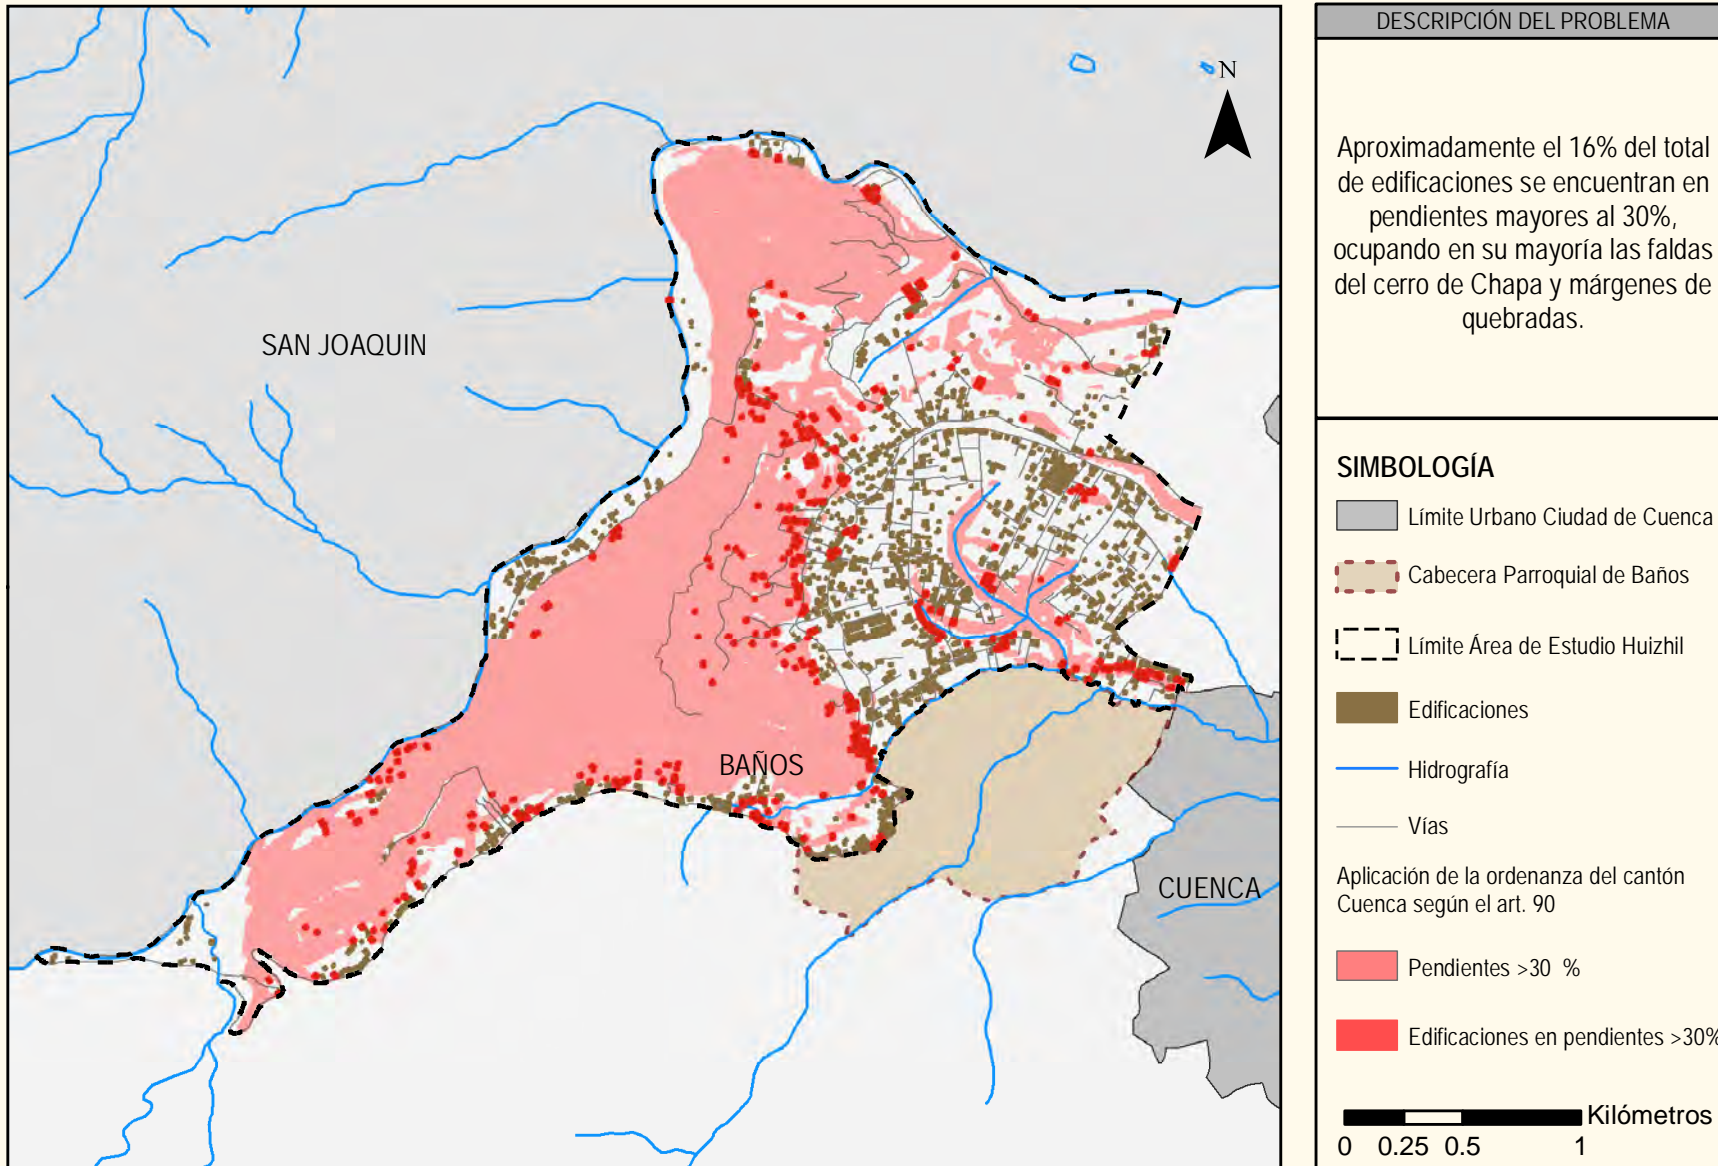 N
SAN JOAQUIN
BAÑOS
CUENCA
DESCRIPCIÓN DEL PROBLEMA
Aproximadamente el 16% del total
de edificaciones se encuentran en
pendientes mayores al 30%,
ocupando en su mayoría las faldas
del cerro de Chapa y márgenes de
quebradas.
SIMBOLOGÍA
Límite Urbano Ciudad de Cuenca
Cabecera Parroquial de Baños
Límite Área de Estudio Huizhil
Edificaciones
Hidrografía
Vías
Aplicación de la ordenanza del cantón
Cuenca según el art. 90
Pendientes >30 %
Edificaciones en pendientes >30%
Kilómetros
0 0.25 0.5 1